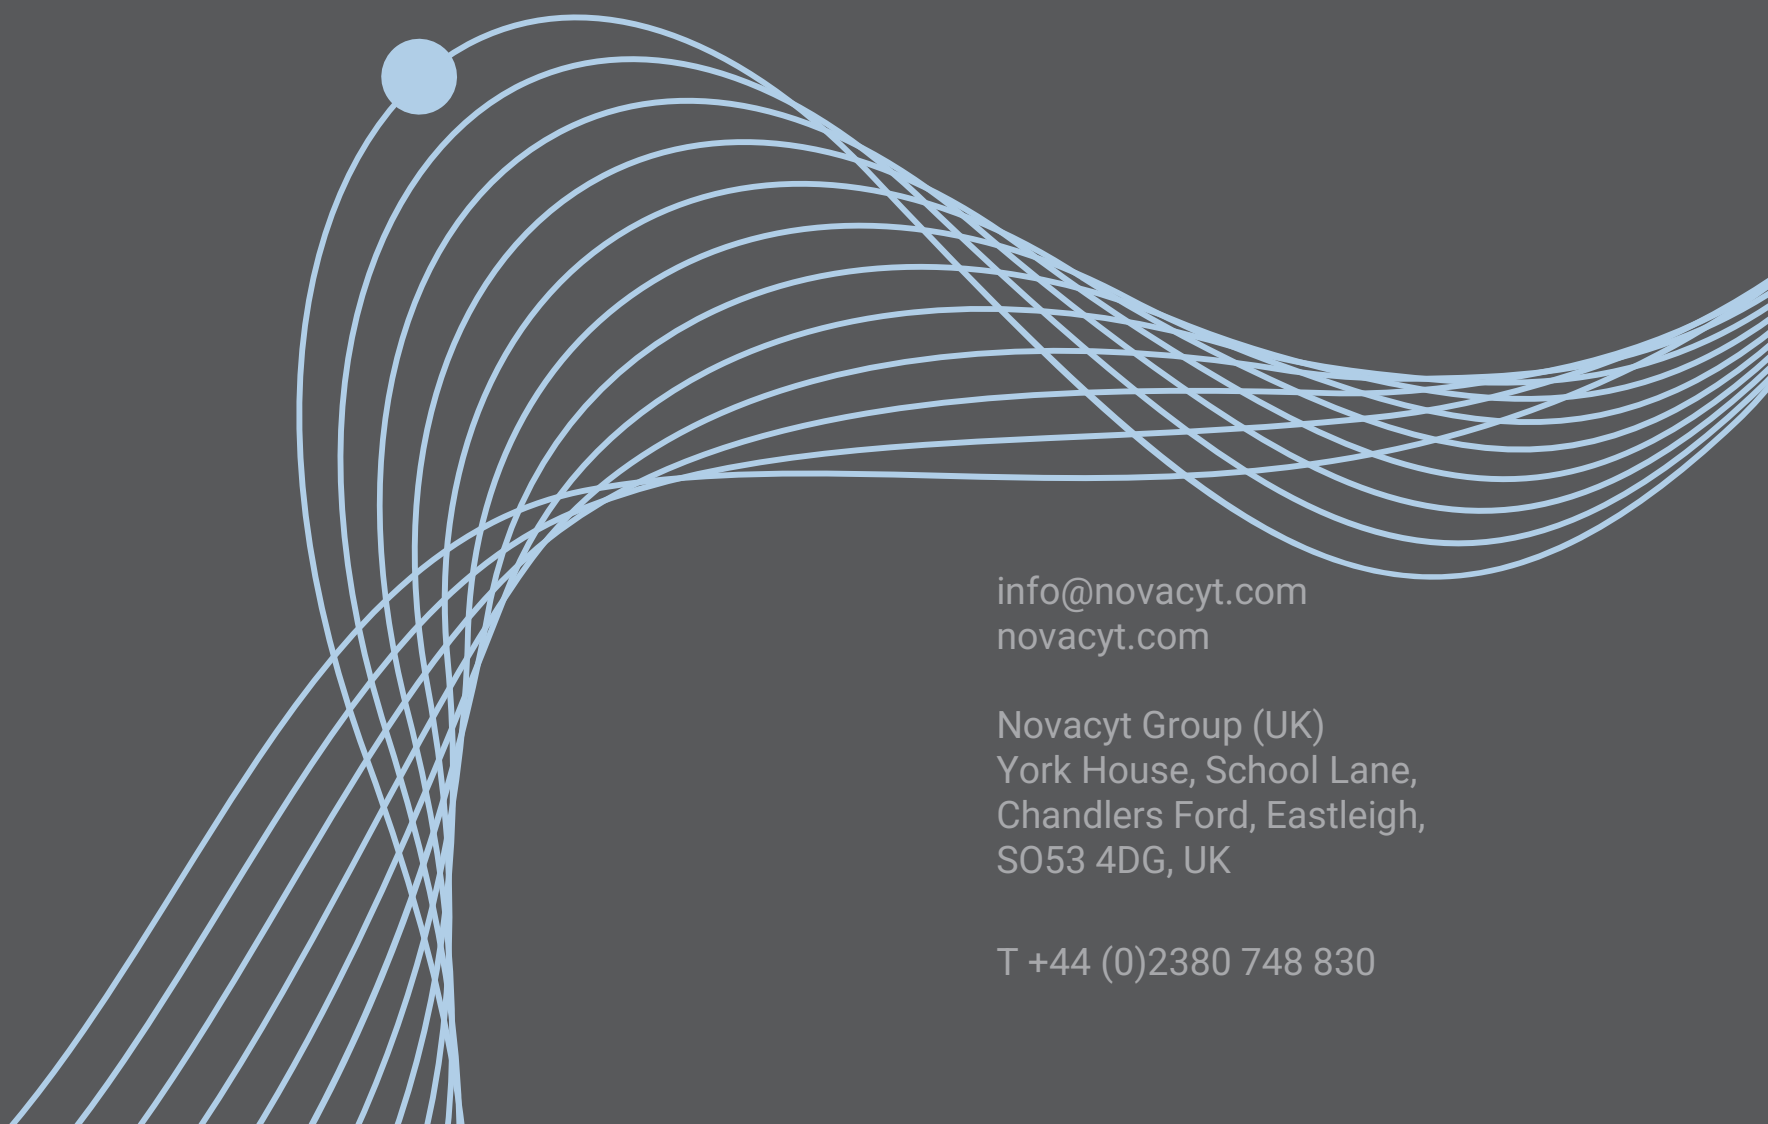 info@novacyt.com
novacyt.com
Novacyt Group (UK)
York House, School Lane,
Chandlers Ford, Eastleigh,
SO53 4DG, UK
T +44 (0)2380 748 830